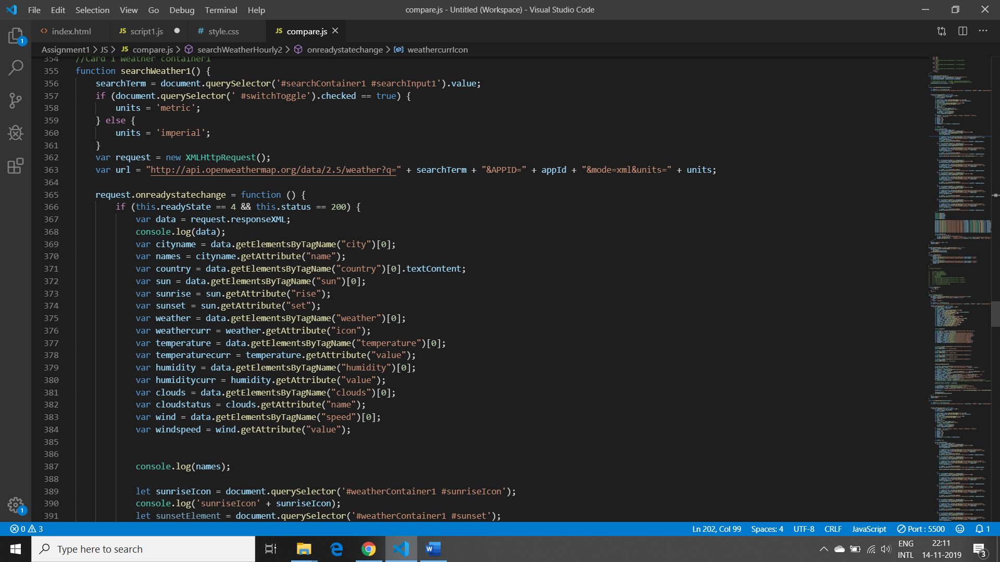 File Edit Selection View Go Debug Terminal Help compare.js - Untitled (Workspace) - Visual Studio Code
index.html JS script1.js # style.css JS compare.js
Assignment1 > JS > JS compare.js > searchWeatherHourly2 > onreadystatechange > weathercurrIcon
354 //Card 1 Weather container1
355 function searchWeather1() {
356 searchTerm = document.querySelector('#searchContainer1 #searchInput1').value;
357 if (document.querySelector(' #switchToggle').checked == true) {
358 units = 'metric';
359 } else {
360 units = 'imperial';
361 }
362 var request = new XMLHttpRequest();
363 var url = "http://api.openweathermap.org/data/2.5/weather?q=" + searchTerm + "&APPID=" + appId + "&mode=xml&units=" + units;
364
365 request.onreadystatechange = function () {
366 if (this.readyState == 4 && this.status == 200) {
367 var data = request.responseXML;
368 console.log(data);
369 var cityname = data.getElementsByTagName("city")[0];
370 var names = cityname.getAttribute("name");
371 var country = data.getElementsByTagName("country")[0].textContent;
372 var sun = data.getElementsByTagName("sun")[0];
373 var sunrise = sun.getAttribute("rise");
374 var sunset = sun.getAttribute("set");
375 var weather = data.getElementsByTagName("weather")[0];
376 var weathercurr = weather.getAttribute("icon");
377 var temperature = data.getElementsByTagName("temperature")[0];
378 var temperaturecurr = temperature.getAttribute("value");
379 var humidity = data.getElementsByTagName("humidity")[0];
380 var humiditycurr = humidity.getAttribute("value");
381 var clouds = data.getElementsByTagName("clouds")[0];
382 var cloudstatus = clouds.getAttribute("name");
383 var wind = data.getElementsByTagName("speed")[0];
384 var windspeed = wind.getAttribute("value");
385
386
387 console.log(names);
388
389 let sunriseIcon = document.querySelector('#weatherContainer1 #sunriseIcon');
390 console.log('sunriseIcon' + sunriseIcon);
391 let sunsetElement = document.querySelector('#weatherContainer1 #sunset');
1
1
0 3 Ln 202, Col 99 Spaces: 4 UTF-8 CRLF JavaScript Port : 5500 1
Type here to search
ENG 22:11
INTL 14-11-2019 3